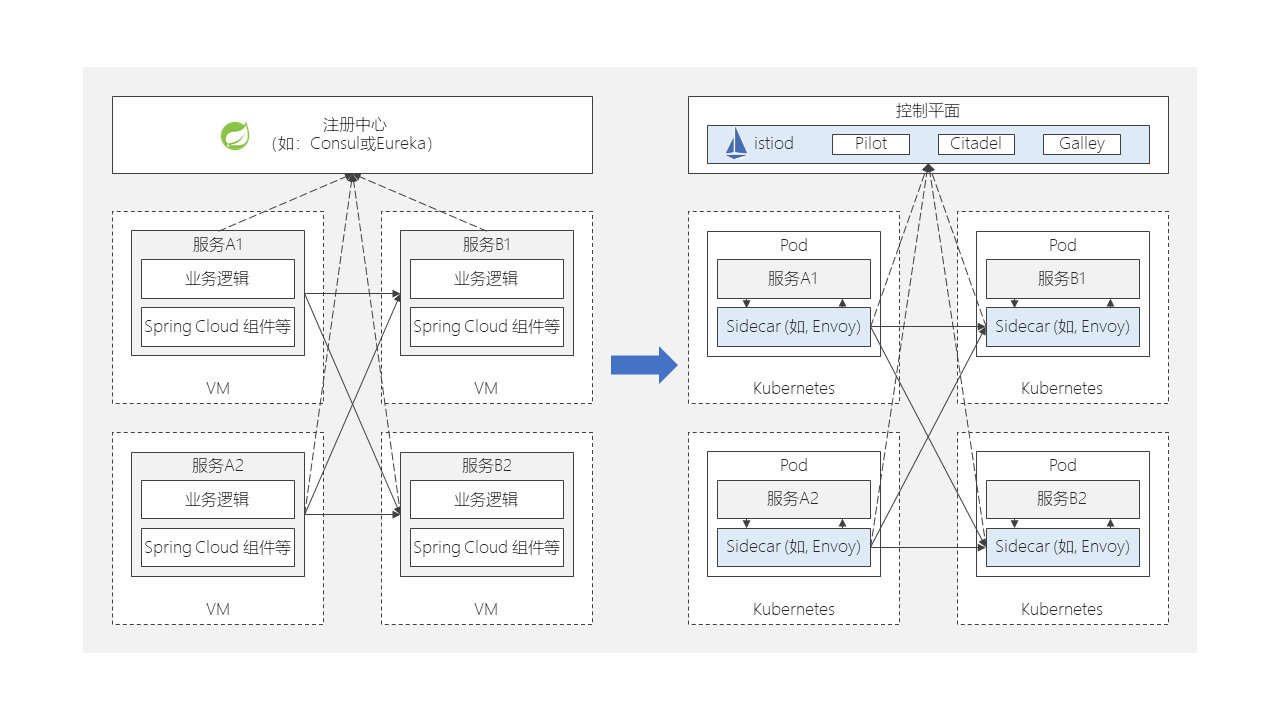 注册中心
（如：Consul或Eureka）
服务A1
业务逻辑
Spring Cloud 组件等
VM
服务B1
业务逻辑
Spring Cloud 组件等
VM
服务A2
业务逻辑
Spring Cloud 组件等
VM
服务B2
业务逻辑
Spring Cloud 组件等
VM
控制平面
istiod
Pilot
Citadel
Galley
Pod
服务A1
Sidecar (如, Envoy)
Kubernetes
Pod
服务B1
Sidecar (如, Envoy)
Kubernetes
Pod
服务A2
Sidecar (如, Envoy)
Kubernetes
Pod
服务B2
Sidecar (如, Envoy)
Kubernetes